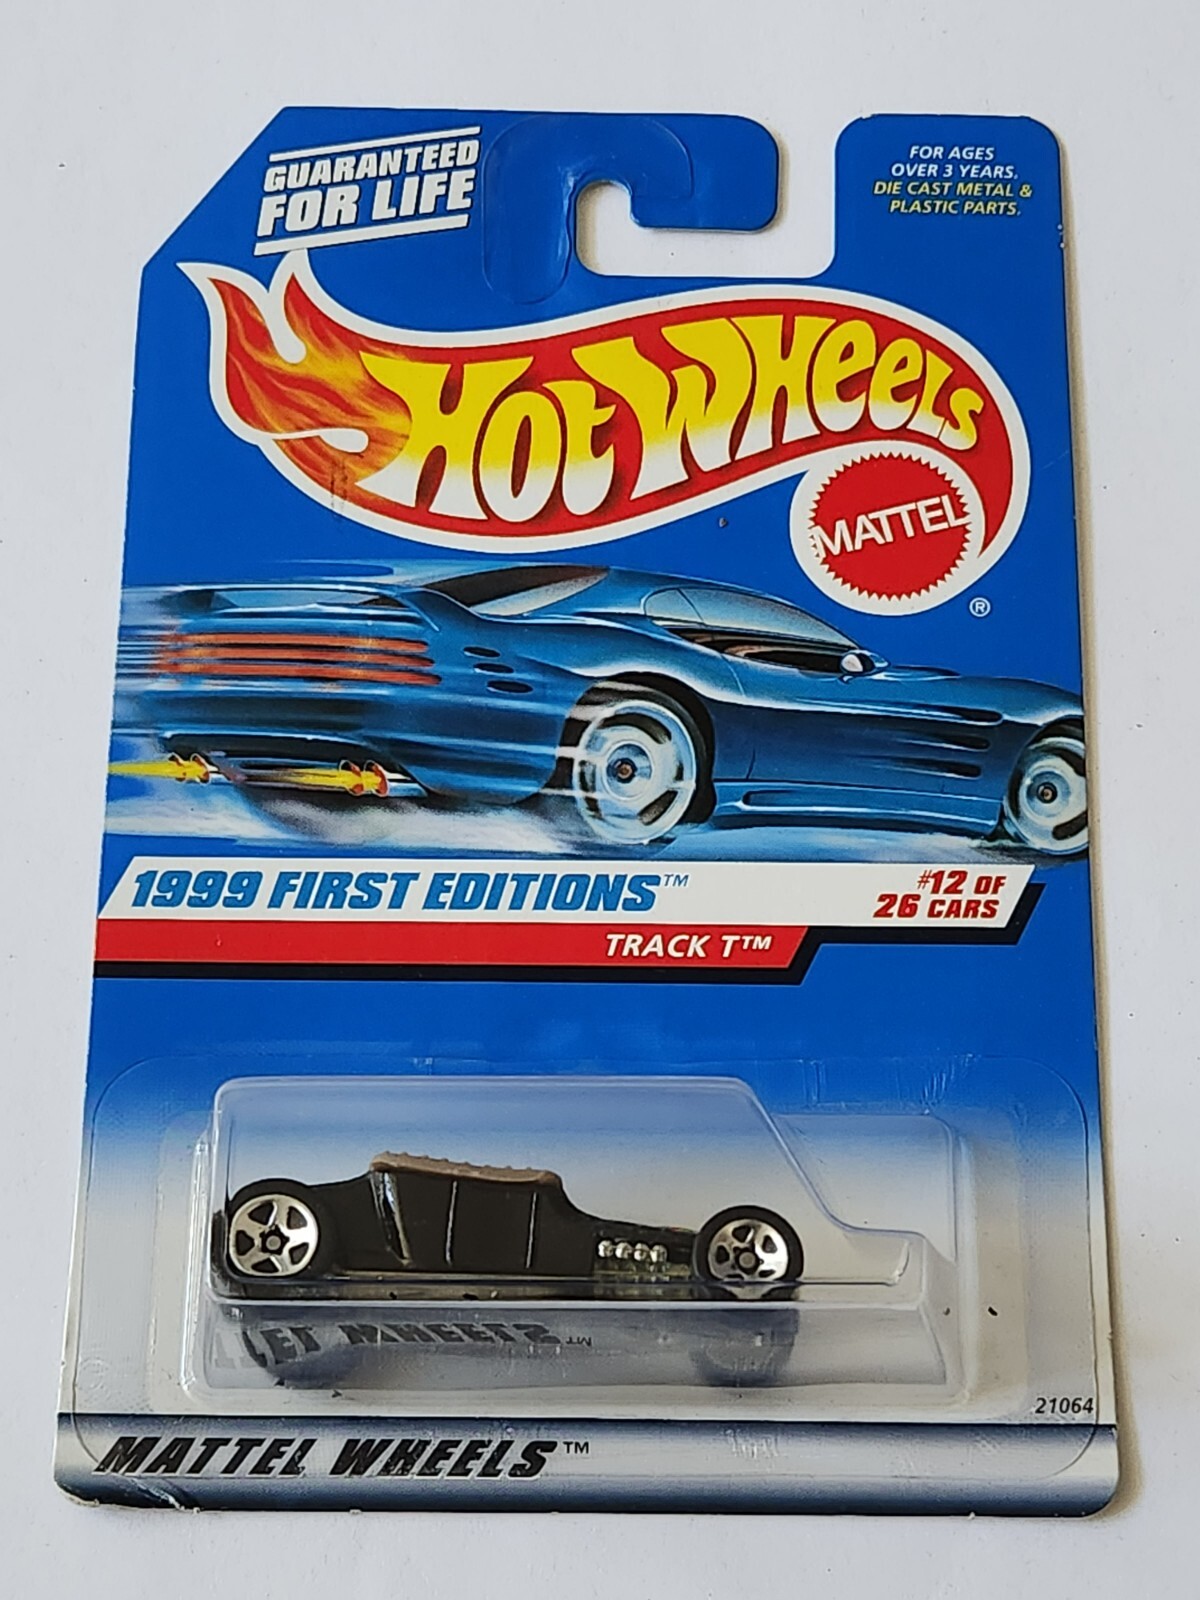 GUARANTEED
FOR LIFE
FOR AGES
OVER 3 YEARS.
DIE CAST METAL &
PLASTIC PARTS.
HOT WHEELS
MATTEL
®
1999 FIRST EDITIONS™
#12 OF
26 CARS
TRACK T™
21064
MATTEL WHEELS™